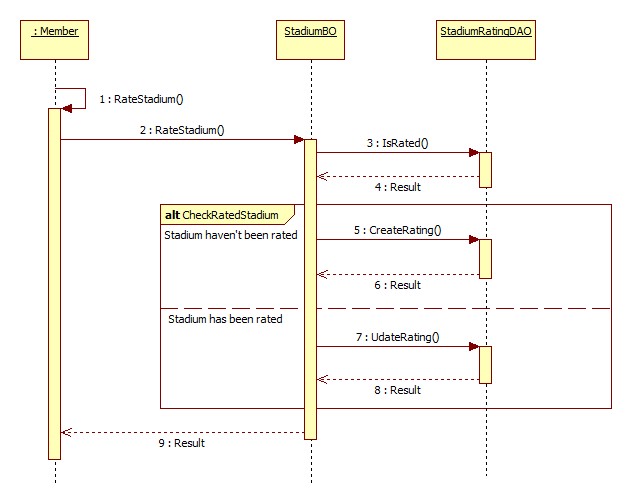 : Member
StadiumBO
StadiumRatingDAO
1 : RateStadium()
2 : RateStadium()
3 : IsRated()
4 : Result
alt CheckRatedStadium
Stadium haven't been rated
5 : CreateRating()
6 : Result
Stadium has been rated
7 : UdateRating()
8 : Result
9 : Result